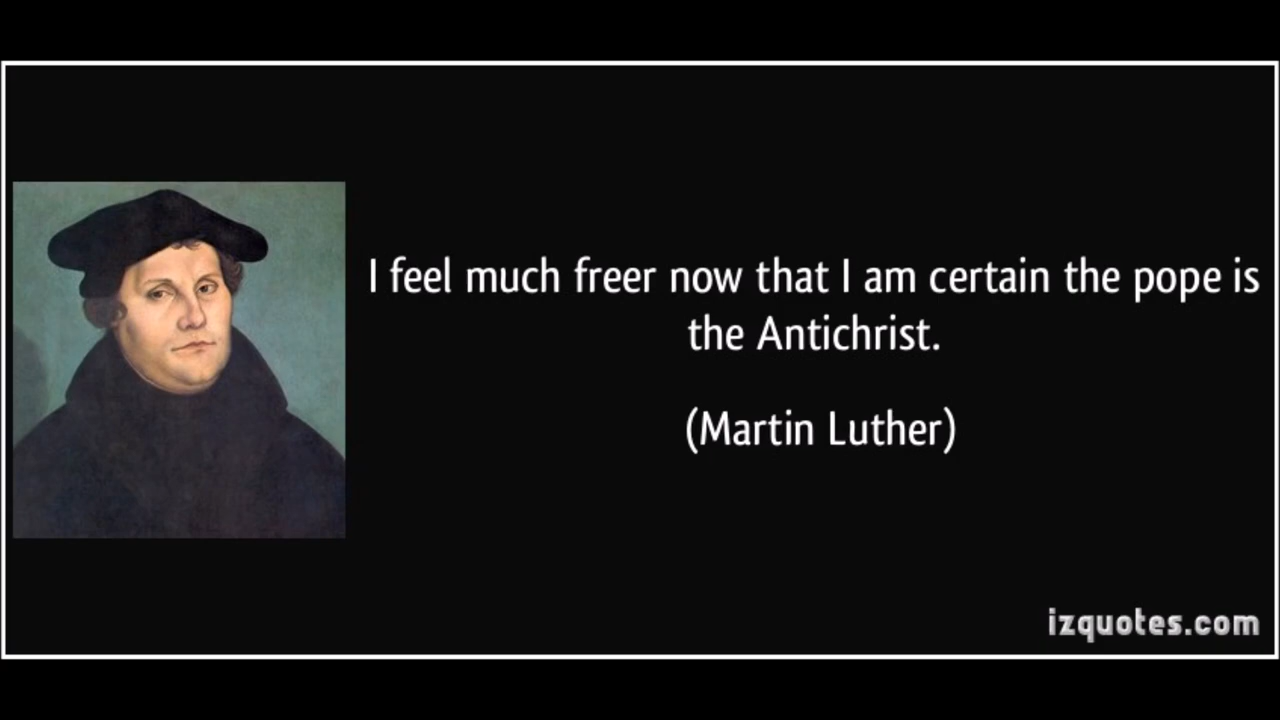 I feel much freer now that I am certain the pope is
the Antichrist.
(Martin Luther)
izquotes.com